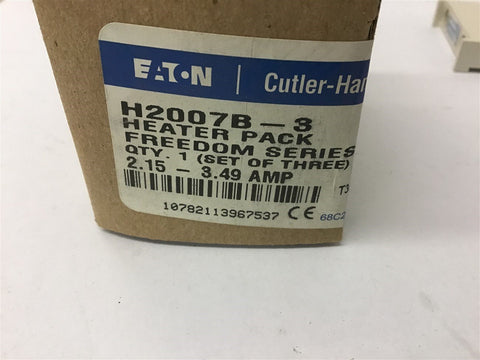 EATON | Cutler-Ham
H2007B-3
HEATER PACK
FREEDOM SERIES
QTY. 1 (SET OF THREE)
2.15 - 3.49 AMP
T3
10782113967537 CE 68C2